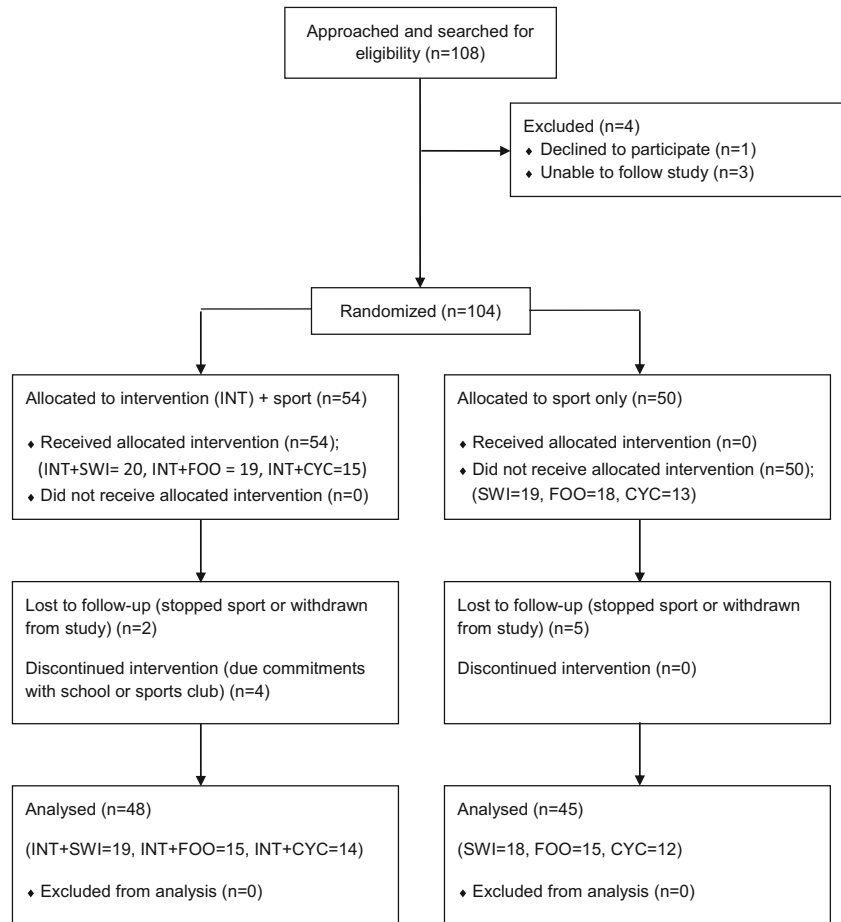 Approached and searched for
eligibility (n=108)
Excluded (n=4)
♦ Declined to participate (n=1)
♦ Unable to follow study (n=3)
Randomized (n=104)
Allocated to intervention (INT) + sport (n=54)
♦ Received allocated intervention (n=54);
(INT+SWI= 20, INT+FOO = 19, INT+CYC=15)
♦ Did not receive allocated intervention (n=0)
Allocated to sport only (n=50)
♦ Received allocated intervention (n=0)
♦ Did not receive allocated intervention (n=50);
(SWI=19, FOO=18, CYC=13)
Lost to follow-up (stopped sport or withdrawn
from study) (n=2)
Discontinued intervention (due commitments
with school or sports club) (n=4)
Lost to follow-up (stopped sport or withdrawn
from study) (n=5)
Discontinued intervention (n=0)
Analysed (n=48)
(INT+SWI=19, INT+FOO=15, INT+CYC=14)
♦ Excluded from analysis (n=0)
Analysed (n=45)
(SWI=18, FOO=15, CYC=12)
♦ Excluded from analysis (n=0)